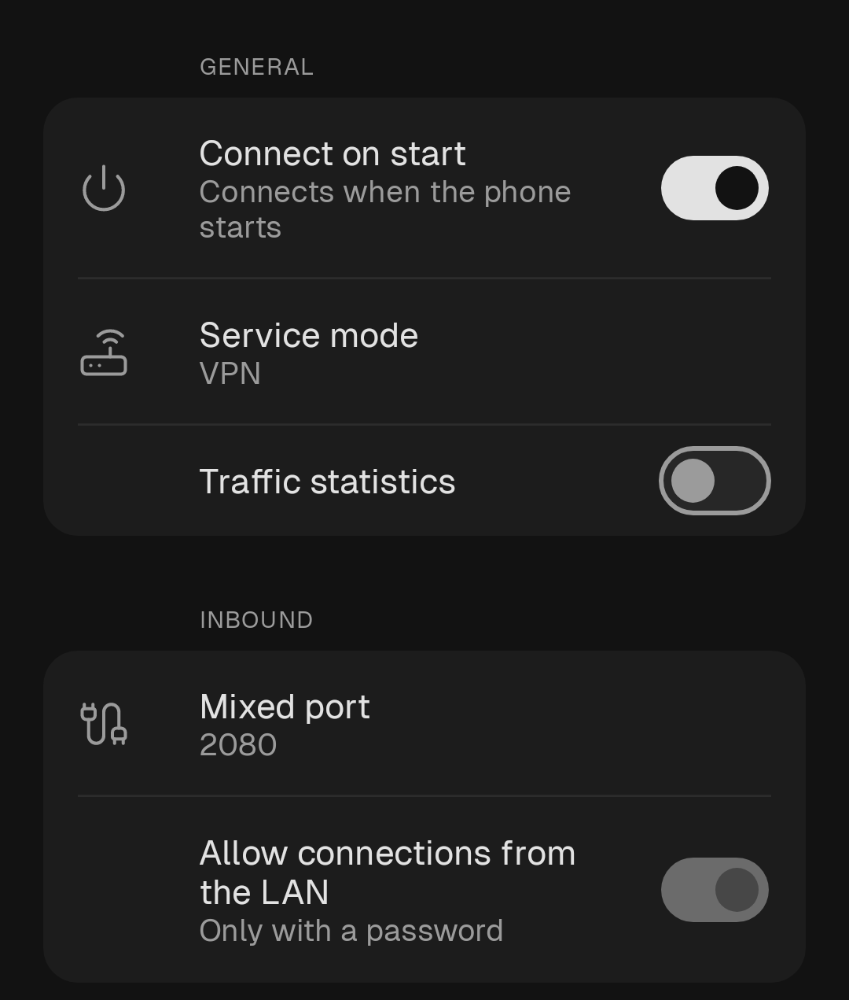 GENERAL
Connect on start
Connects when the phone
starts
Service mode
VPN
Traffic statistics
INBOUND
Mixed port
2080
Allow connections from
the LAN
Only with a password